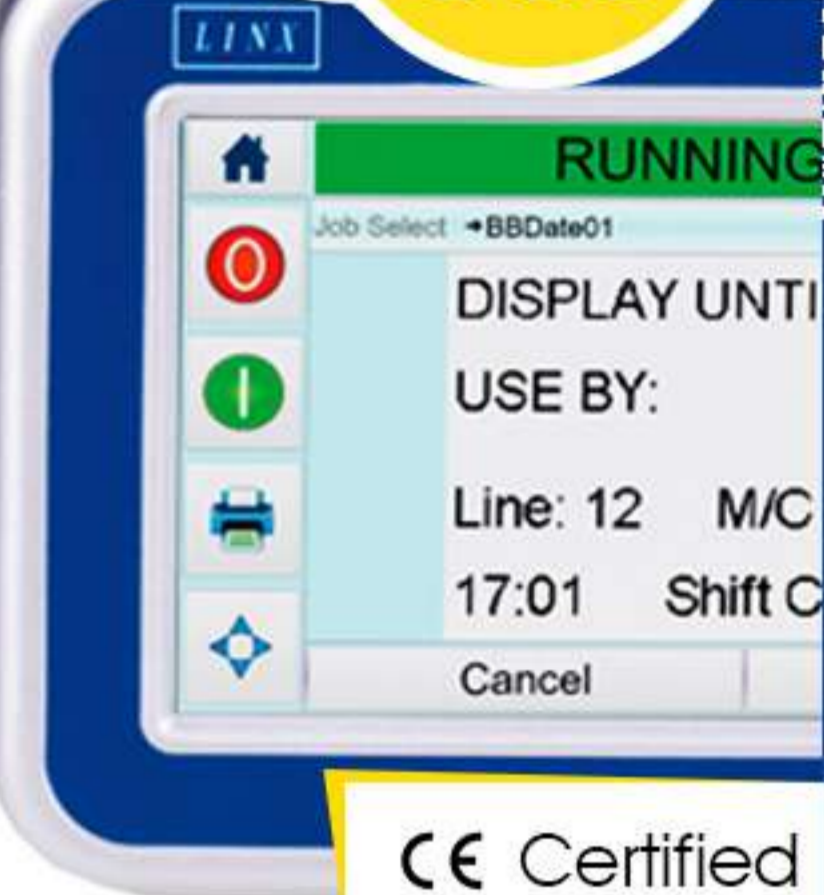 LINX
RUNNING
Job Select →BBDate01
DISPLAY UNTI
USE BY:
Line: 12 M/C
17:01 Shift C
Cancel
CE Certified